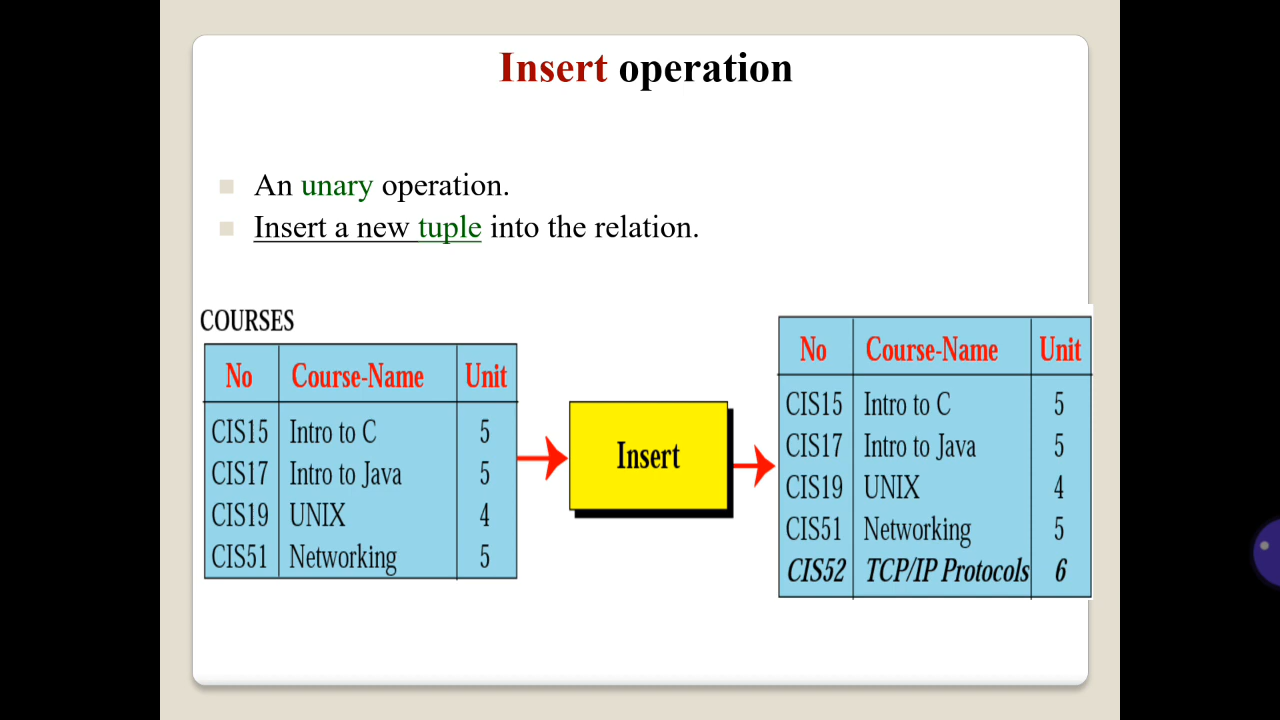 Insert operation
An unary operation.
Insert a new tuple into the relation.
COURSES
No Course-Name Unit
CIS15 Intro to C 5
CIS17 Intro to Java 5
CIS19 UNIX 4
CIS51 Networking 5
Insert
No Course-Name Unit
CIS15 Intro to C 5
CIS17 Intro to Java 5
CIS19 UNIX 4
CIS51 Networking 5
CIS52 TCP/IP Protocols 6